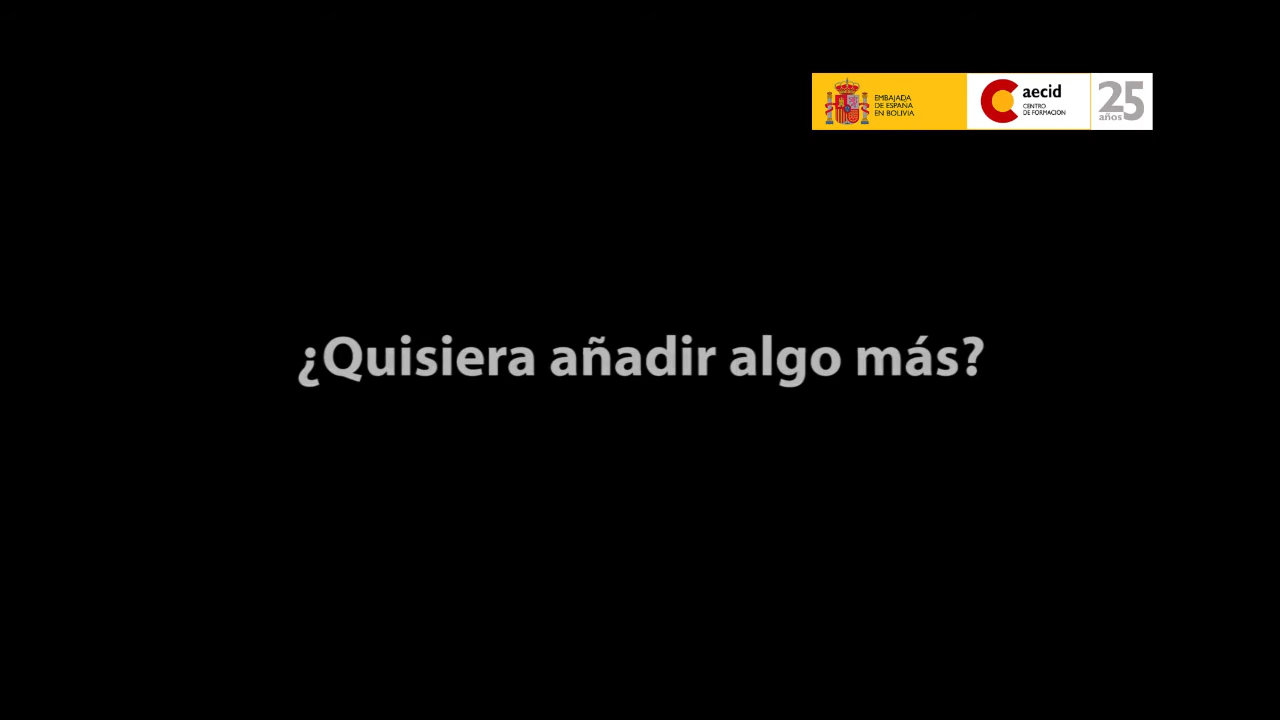 EMBAJADA
DE ESPAÑA
EN BOLIVIA
aecid
CENTRO
DE FORMACION
25
años
¿Quisiera añadir algo más?